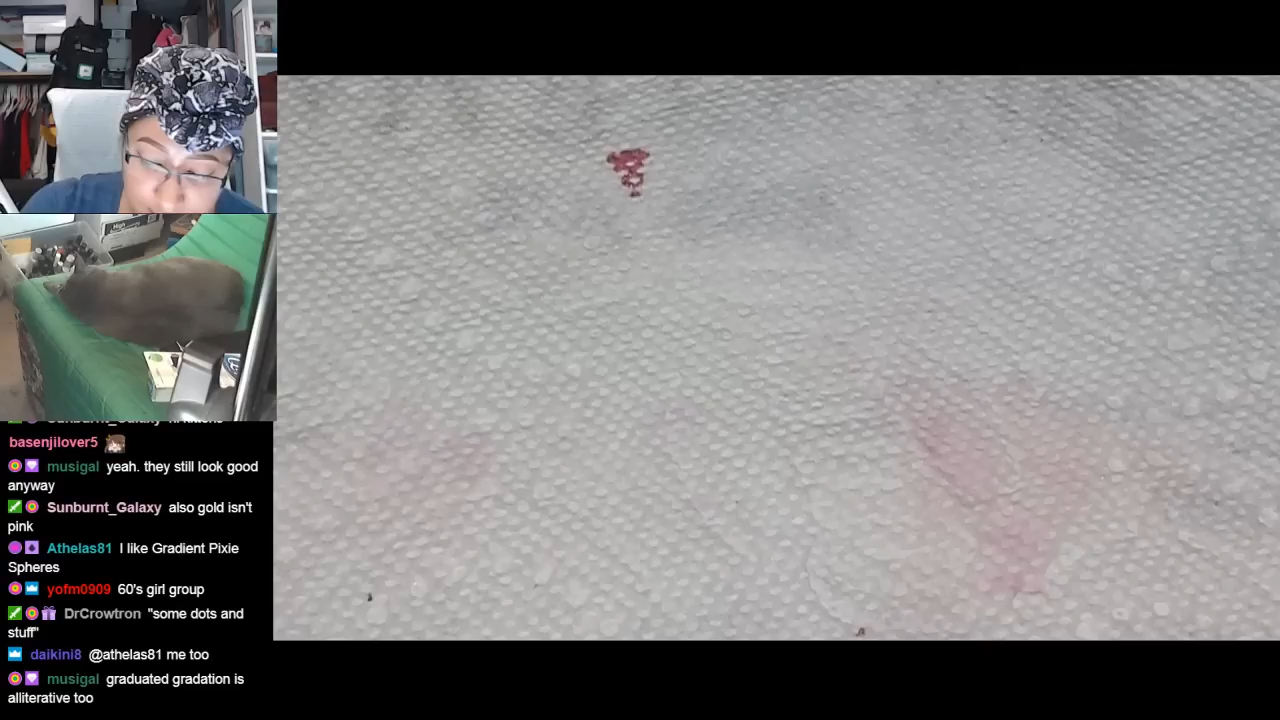 High
basenjilover5
musigal yeah. they still look good
anyway
Sunburnt_Galaxy also gold isn't
pink
Athelas81 I like Gradient Pixie
Spheres
yofm0909 60's girl group
DrCrowtron "some dots and
stuff"
daikini8 @athelas81 me too
musigal graduated gradation is
alliterative too